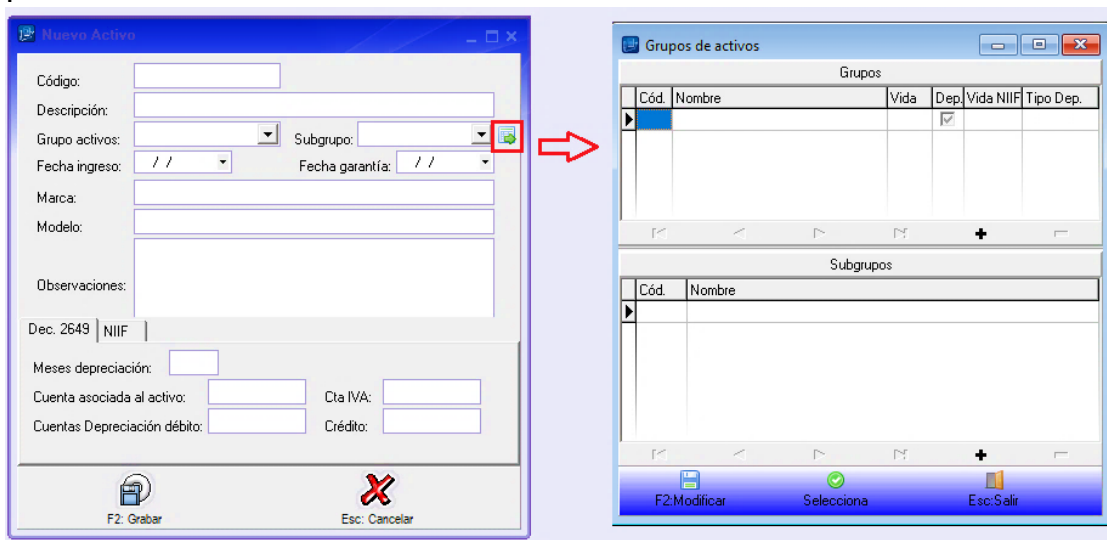 Nuevo Activo
Código:
Descripción:
Grupo activos: Subgrupo:
Fecha ingreso: / / Fecha garantía: / /
Marca:
Modelo:
Observaciones:
Dec. 2649 NIIF
Meses depreciación:
Cuenta asociada al activo: Cta IVA:
Cuentas Depreciación débito: Crédito:
F2: Grabar Esc: Cancelar
Grupos de activos
Grupos
Cód. Nombre Vida Dep. Vida NIIF Tipo Dep.
Subgrupos
Cód. Nombre
F2:Modificar Selecciona Esc:Salir